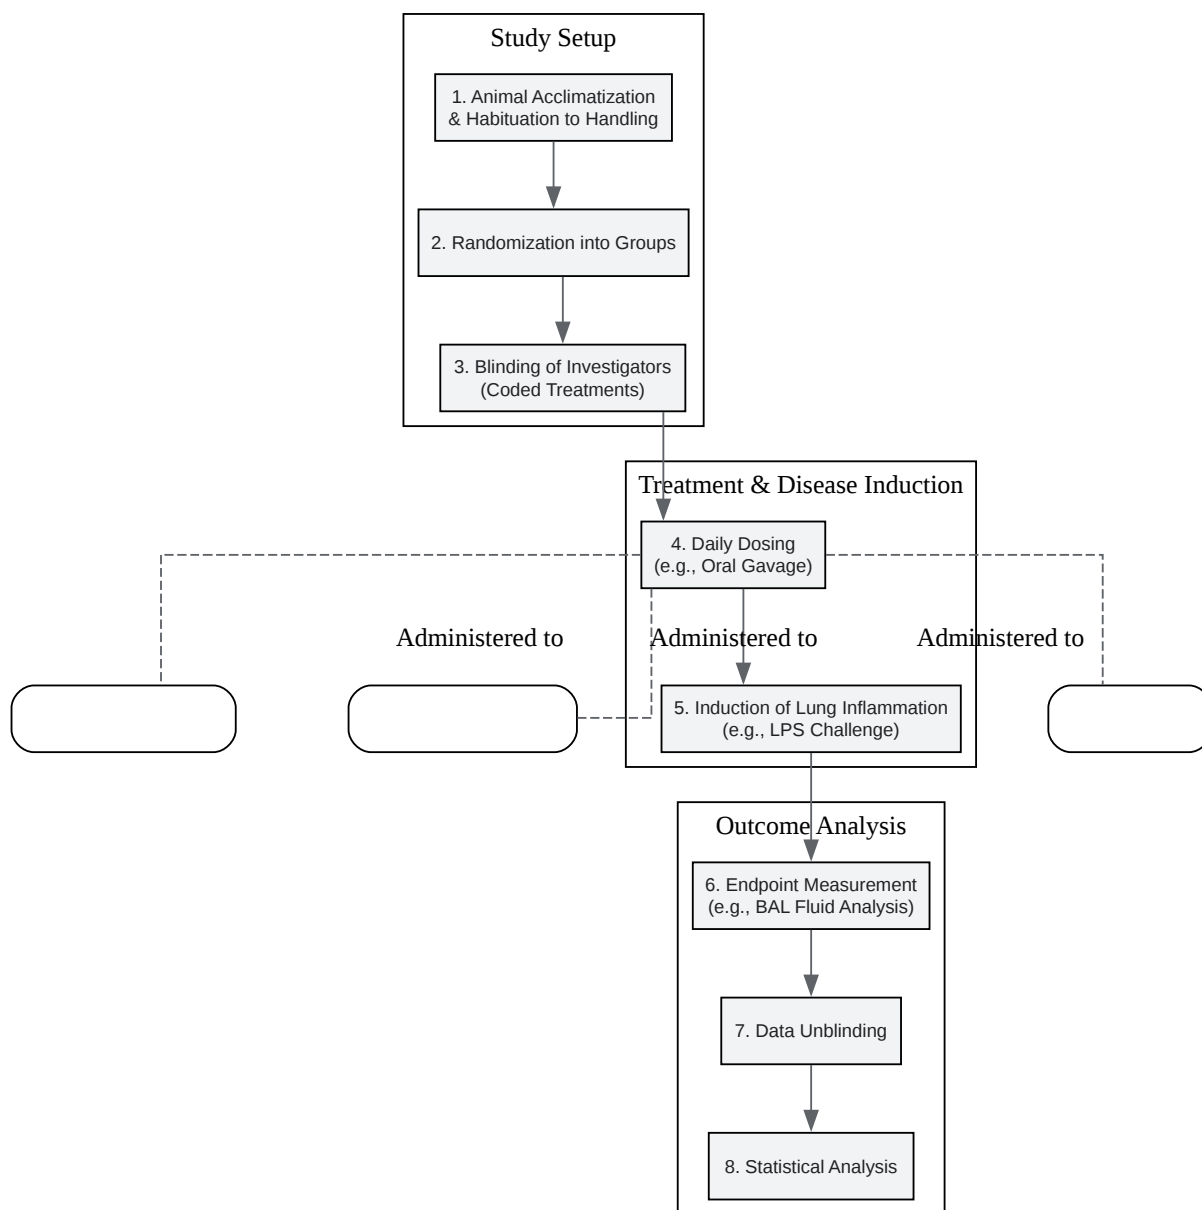 Study Setup
1. Animal Acclimatization
& Habituation to Handling
2. Randomization into Groups
3. Blinding of Investigators
(Coded Treatments)
Treatment & Disease Induction
4. Daily Dosing
(e.g., Oral Gavage)
Administered to
Administered to
Administered to
5. Induction of Lung Inflammation
(e.g., LPS Challenge)
Outcome Analysis
6. Endpoint Measurement
(e.g., BAL Fluid Analysis)
7. Data Unblinding
8. Statistical Analysis